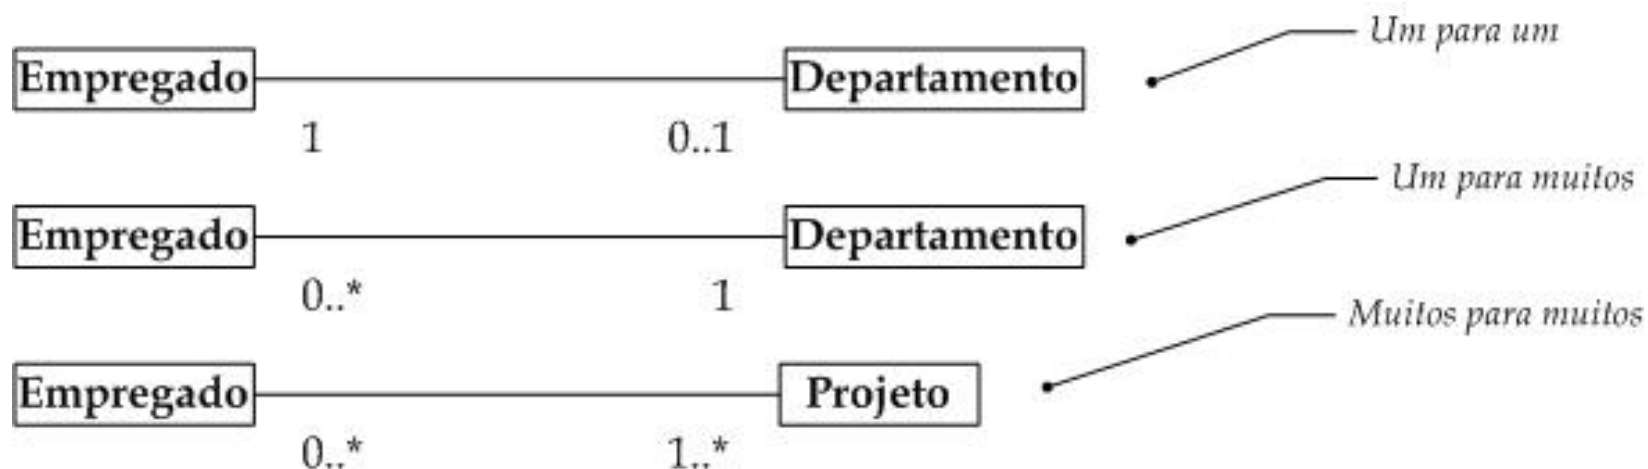 Um para um
Empregado Departamento
1 0..1
Um para muitos
Empregado Departamento
0..* 1
Muitos para muitos
Empregado Projeto
0..* 1..*